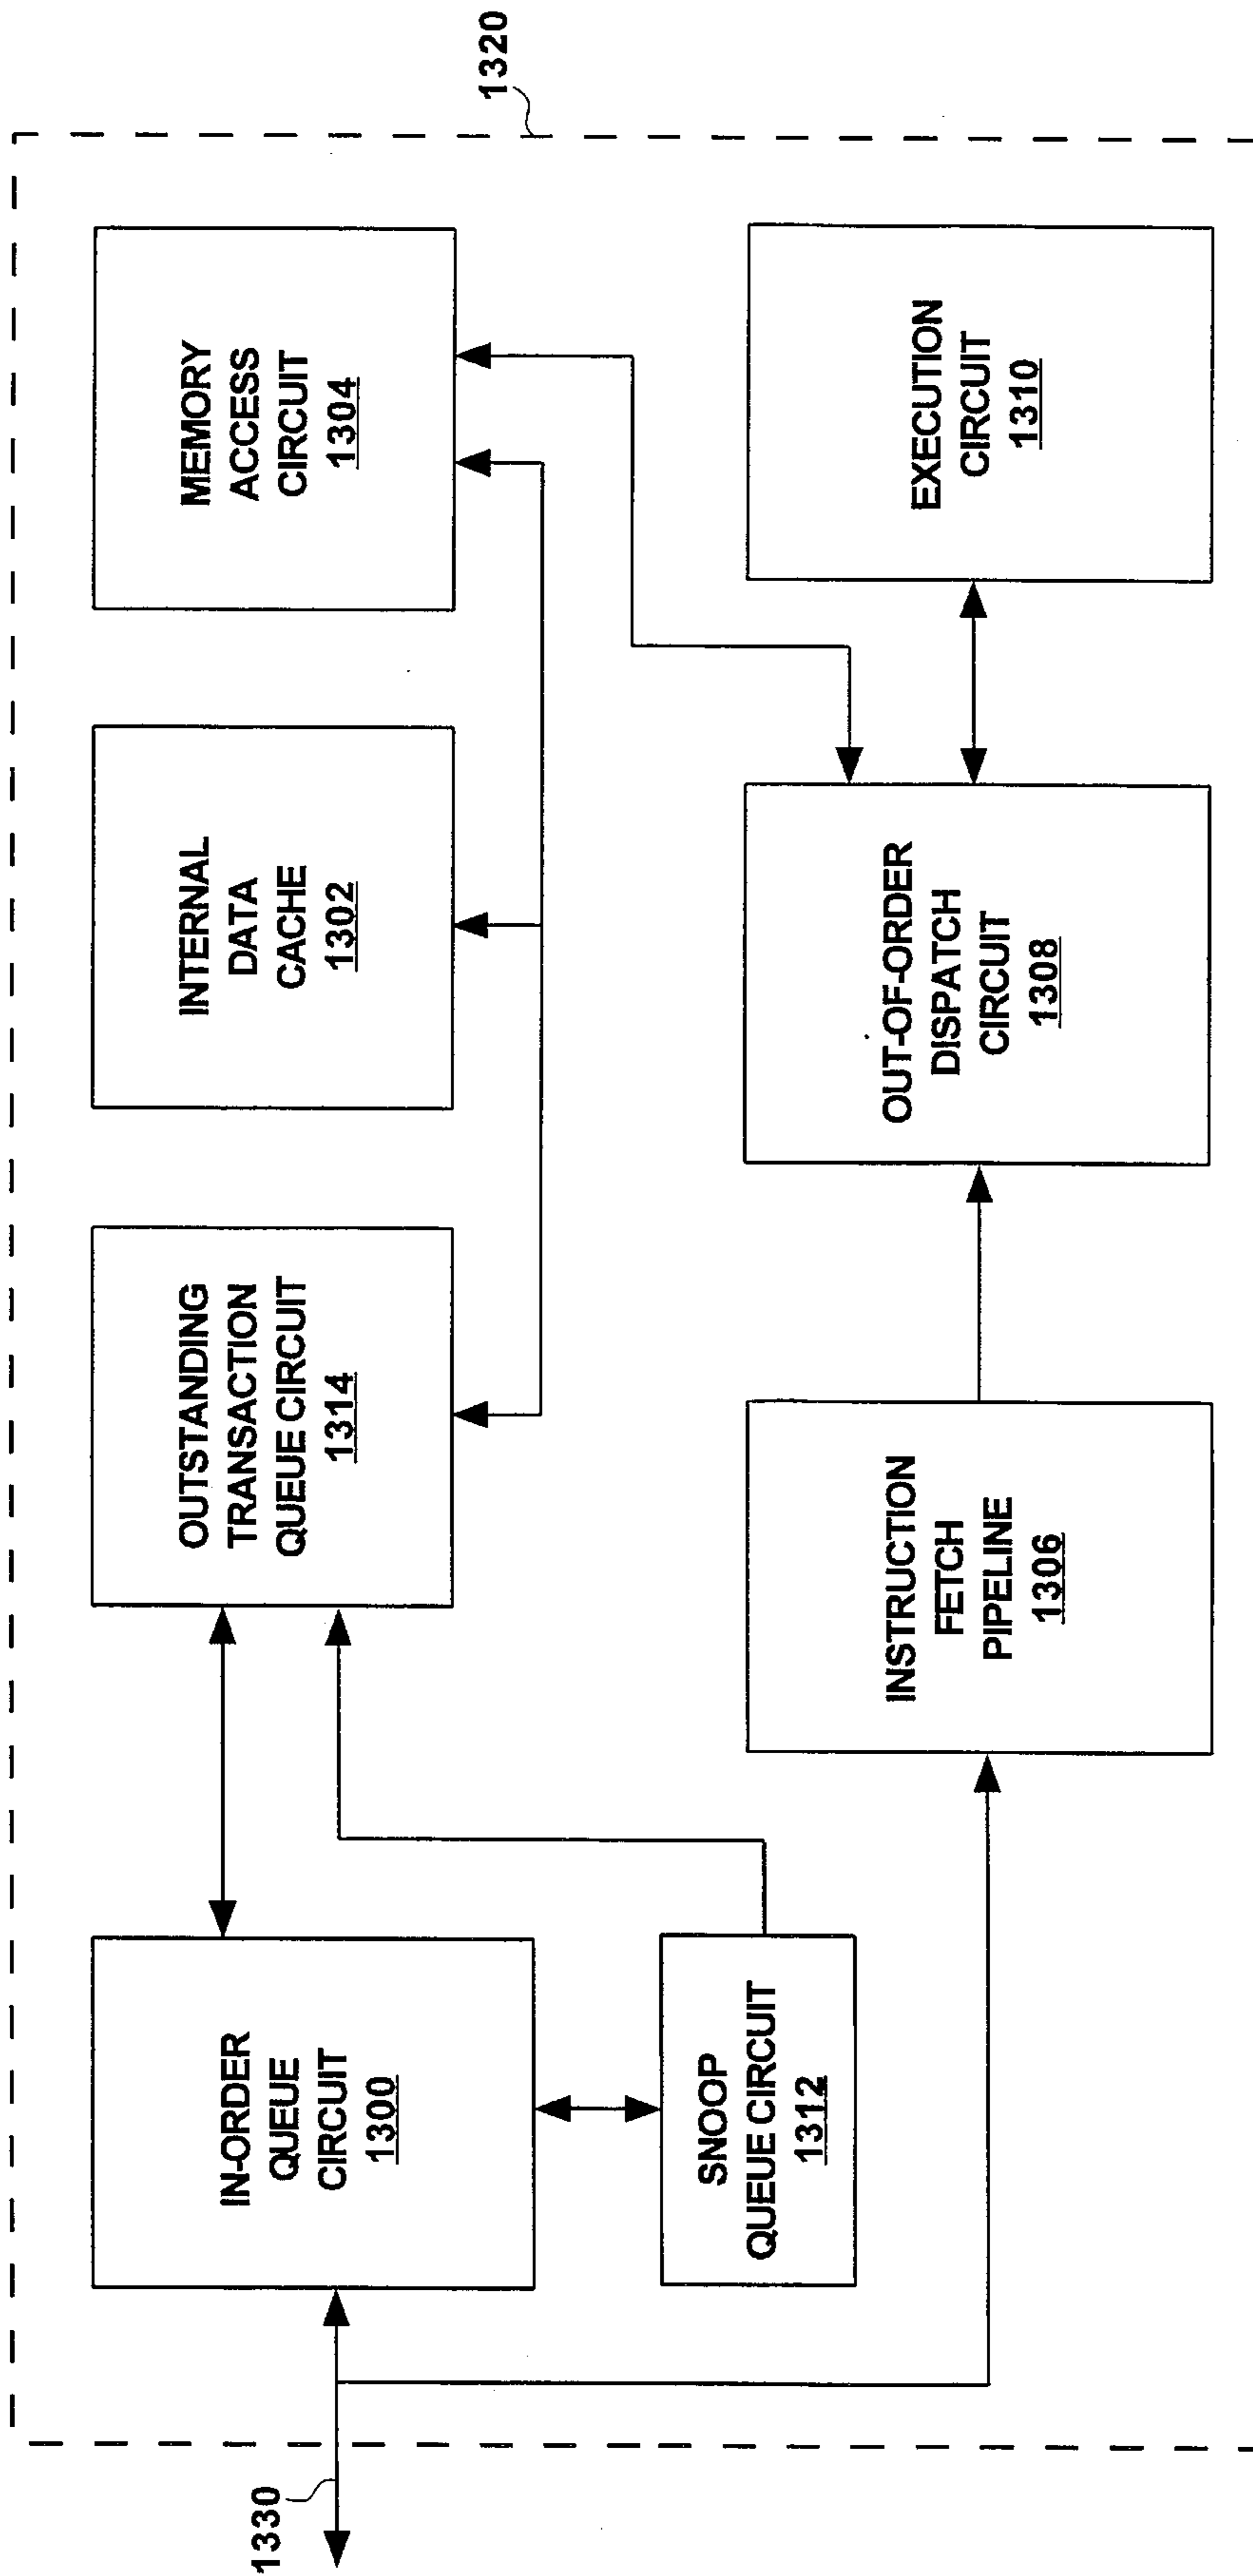 1320
MEMORY
ACCESS
CIRCUIT
1304
INTERNAL
DATA
CACHE
1302
OUTSTANDING
TRANSACTION
QUEUE CIRCUIT
1314
IN-ORDER
QUEUE
CIRCUIT
1300
1330
EXECUTION
CIRCUIT
1310
OUT-OF-ORDER
DISPATCH
CIRCUIT
1308
INSTRUCTION
FETCH
PIPELINE
1306
SNOOP
QUEUE CIRCUIT
1312